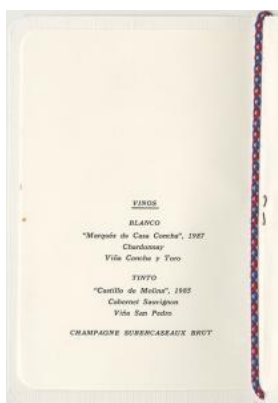 VINOS
BLANCO
"Marqués de Casa Concha", 1987
Chardonnay
Viña Concha y Toro
TINTO
"Castillo de Molina", 1985
Cabernet Sauvignon
Viña San Pedro
CHAMPAGNE SUBERCASEAUX BRUT